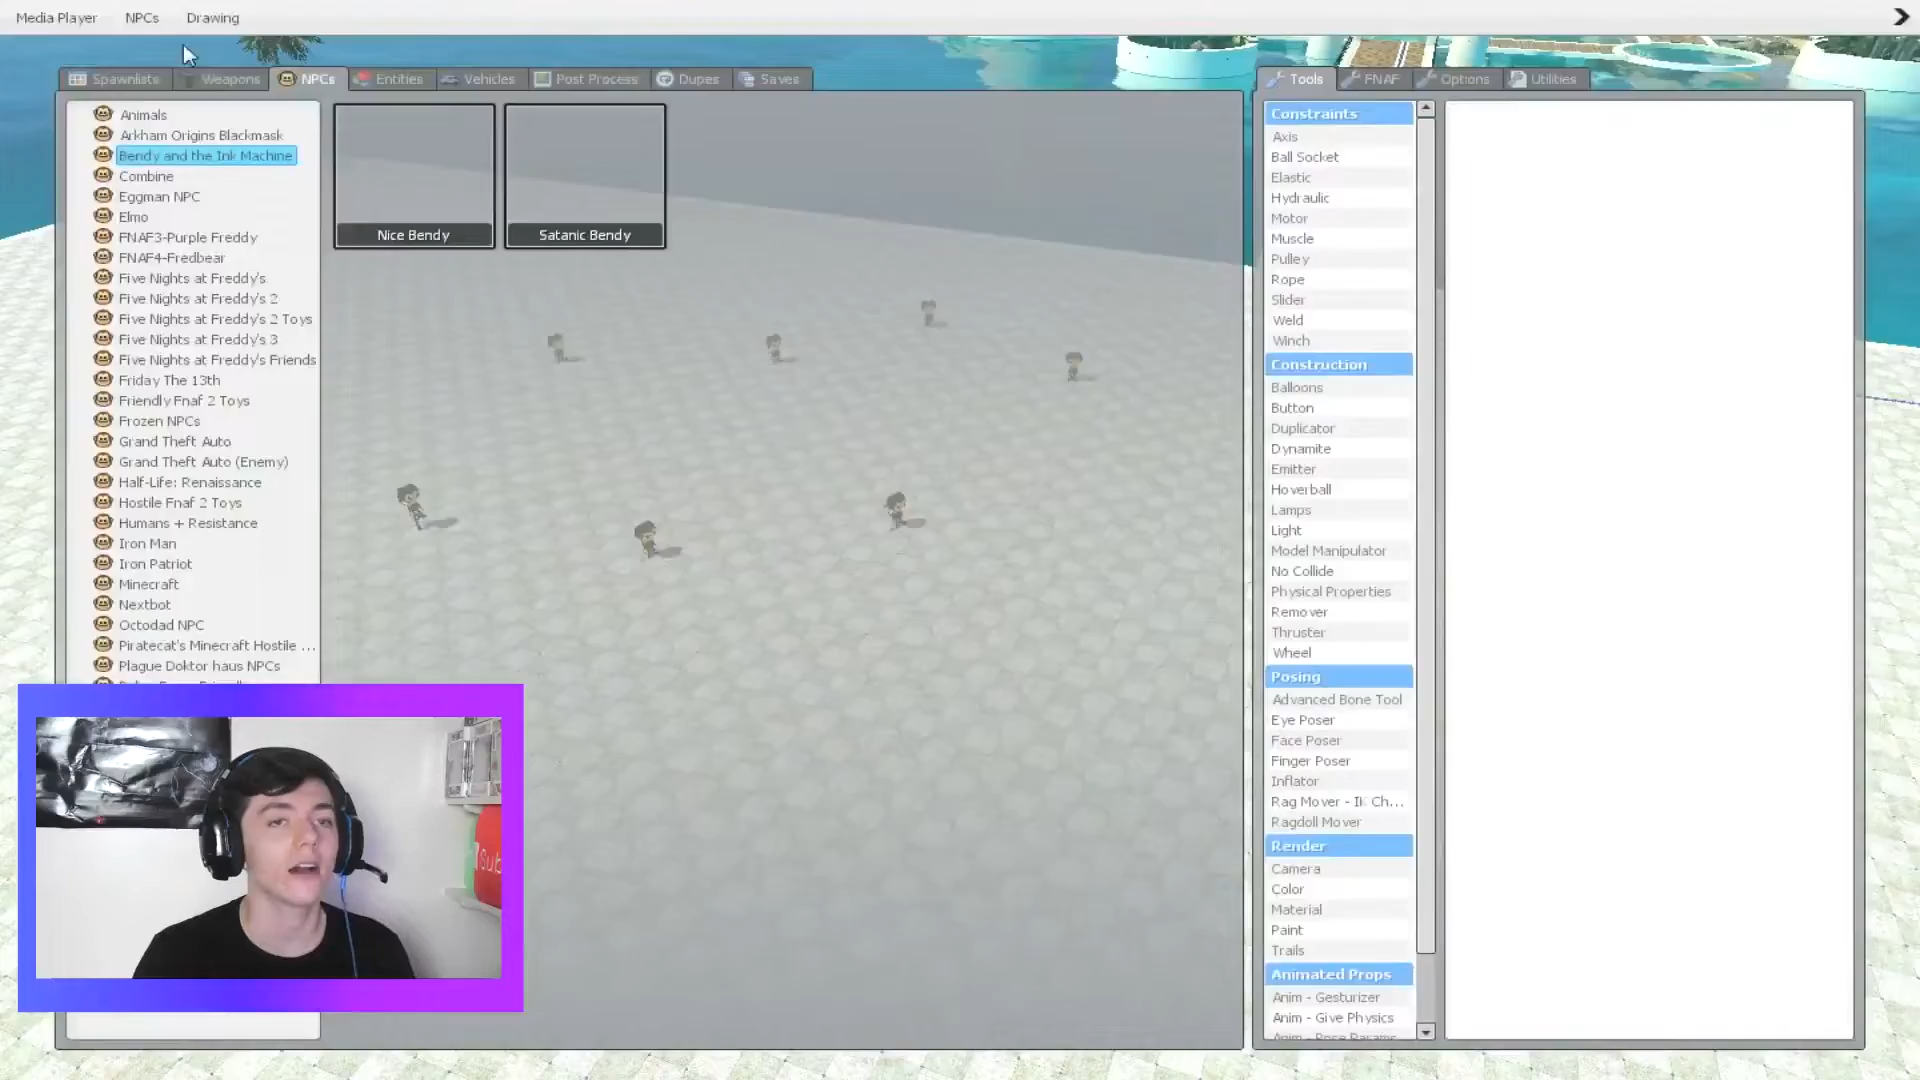 Media Player NPCs Drawing
Spawnlists Weapons NPCs Entities Vehicles Post Process Dupes Saves
Animals
Arkham Origins Blackmask
Bendy and the Ink Machine
Combine
Eggman NPC
Elmo
FNAF3-Purple Freddy
FNAF4-Fredbear
Five Nights at Freddy's
Five Nights at Freddy's 2
Five Nights at Freddy's 2 Toys
Five Nights at Freddy's 3
Five Nights at Freddy's Friends
Friday The 13th
Friendly Fnaf 2 Toys
Frozen NPCs
Grand Theft Auto
Grand Theft Auto (Enemy)
Half-Life: Renaissance
Hostile Fnaf 2 Toys
Humans + Resistance
Iron Man
Iron Patriot
Minecraft
Nextbot
Octodad NPC
Piratecat's Minecraft Hostile ...
Plague Doktor haus NPCs
Nice Bendy
Satanic Bendy
Sub
Tools FNAF Options Utilities
Constraints
Axis
Ball Socket
Elastic
Hydraulic
Motor
Muscle
Pulley
Rope
Slider
Weld
Winch
Construction
Balloons
Button
Duplicator
Dynamite
Emitter
Hoverball
Lamps
Light
Model Manipulator
No Collide
Physical Properties
Remover
Thruster
Wheel
Posing
Advanced Bone Tool
Eye Poser
Face Poser
Finger Poser
Inflator
Rag Mover - IK Ch...
Ragdoll Mover
Render
Camera
Color
Material
Paint
Trails
Animated Props
Anim - Gesturizer
Anim - Give Physics
Anim - Pose Params